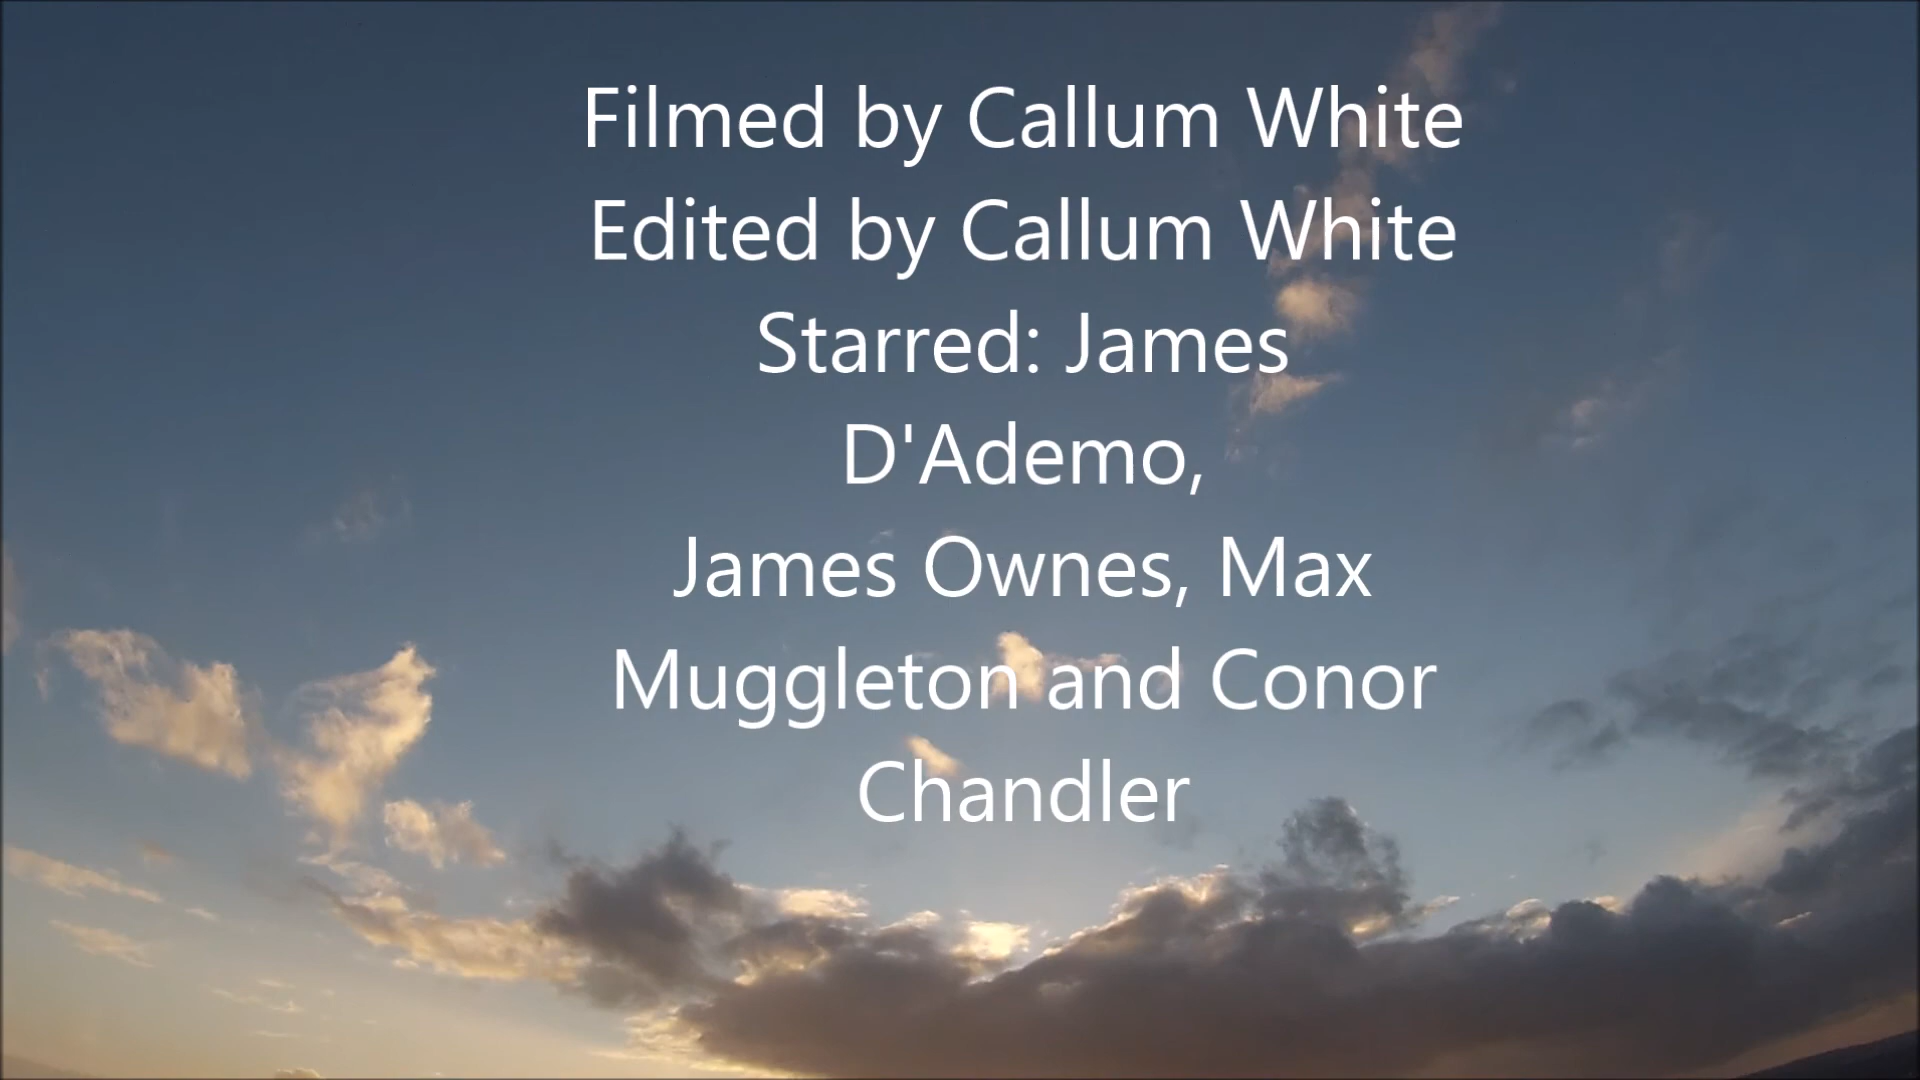 Filmed by Callum White
Edited by Callum White
Starred: James
D'Ademo,
James Ownes, Max
Muggleton and Conor
Chandler